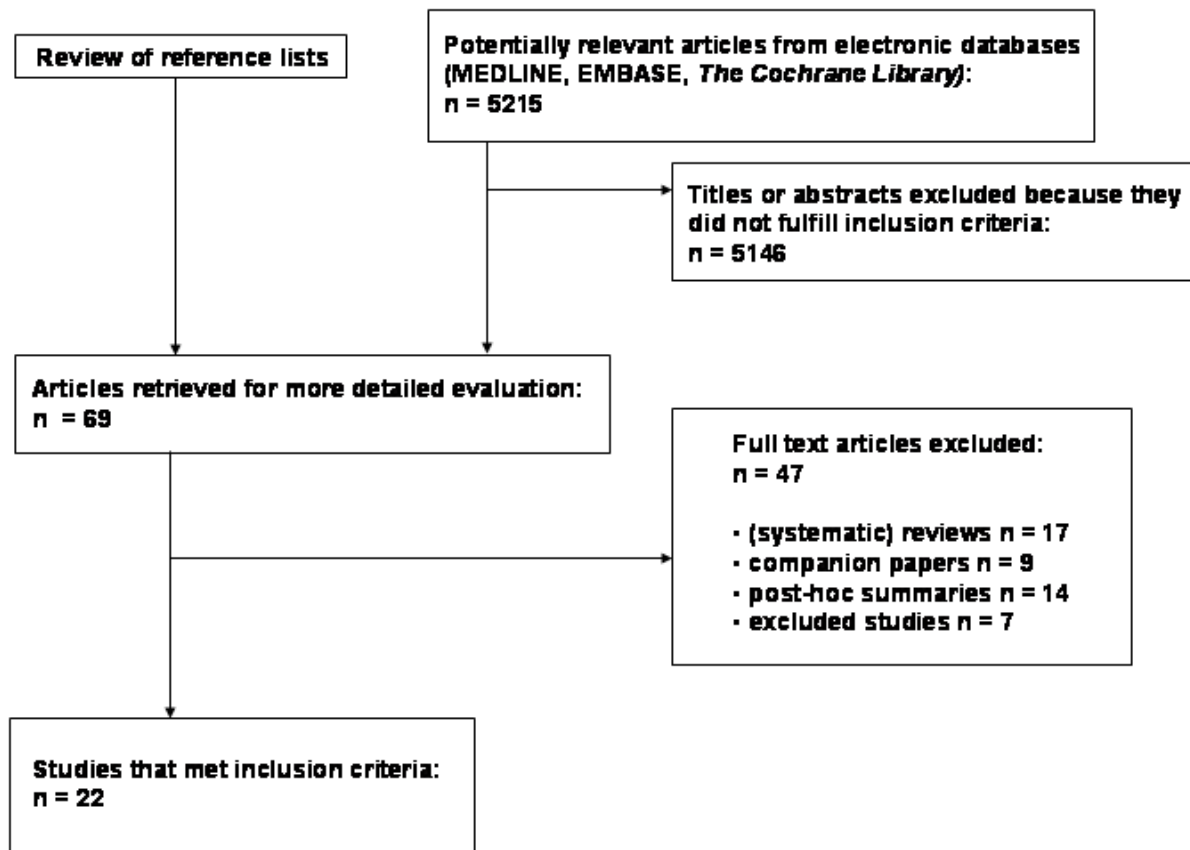 Review of reference lists
Potentially relevant articles from electronic databases
(MEDLINE, EMBASE, The Cochrane Library):
n = 5215
Titles or abstracts excluded because they
did not fulfill inclusion criteria:
n = 5146
Articles retrieved for more detailed evaluation:
n = 69
Full text articles excluded:
n = 47
- (systematic) reviews n = 17
- companion papers n = 9
- post-hoc summaries n = 14
- excluded studies n = 7
Studies that met inclusion criteria:
n = 22